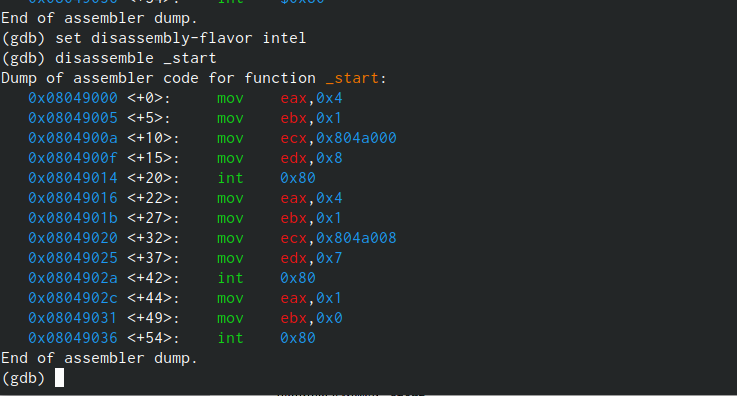 End of assembler dump.
(gdb) set disassembly-flavor intel
(gdb) disassemble _start
Dump of assembler code for function _start:
   0x08049000 <+0>:     mov    eax,0x4
   0x08049005 <+5>:     mov    ebx,0x1
   0x0804900a <+10>:    mov    ecx,0x804a000
   0x0804900f <+15>:    mov    edx,0x8
   0x08049014 <+20>:    int    0x80
   0x08049016 <+22>:    mov    eax,0x4
   0x0804901b <+27>:    mov    ebx,0x1
   0x08049020 <+32>:    mov    ecx,0x804a008
   0x08049025 <+37>:    mov    edx,0x7
   0x0804902a <+42>:    int    0x80
   0x0804902c <+44>:    mov    eax,0x1
   0x08049031 <+49>:    mov    ebx,0x0
   0x08049036 <+54>:    int    0x80
End of assembler dump.
(gdb)